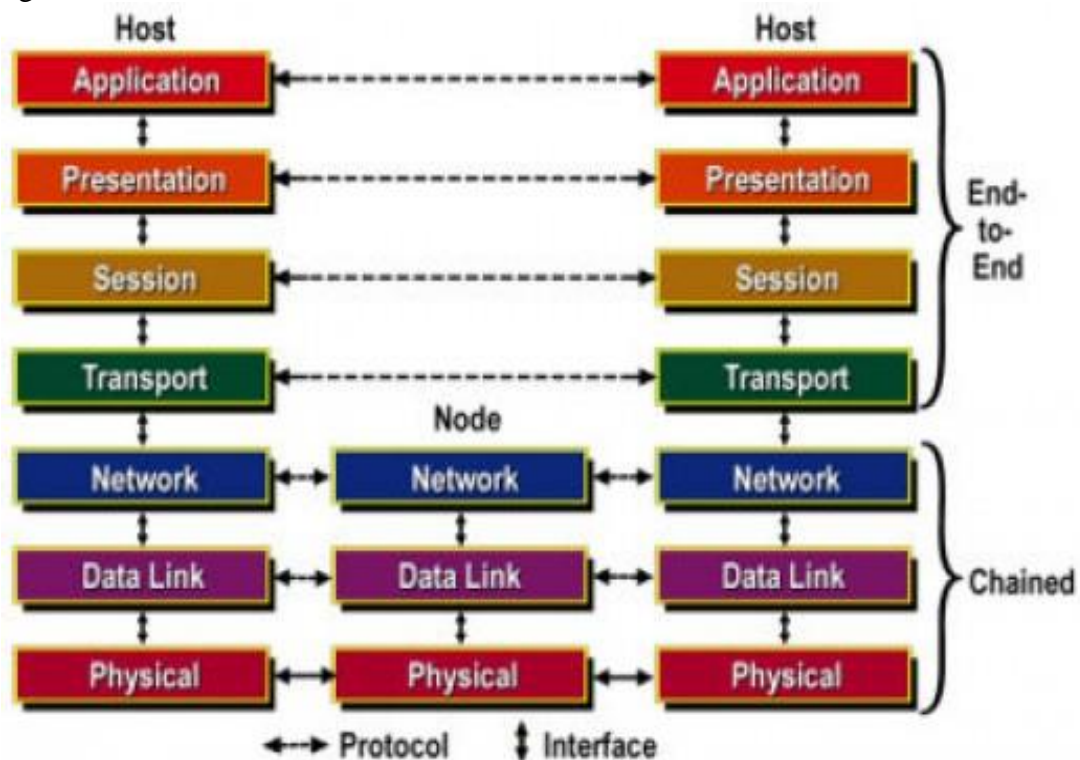 Host Host
Application Application
Presentation Presentation
End-
to-
End
Session Session
Transport Transport
Node
Network Network Network
Data Link Data Link Data Link
Chained
Physical Physical Physical
Protocol Interface